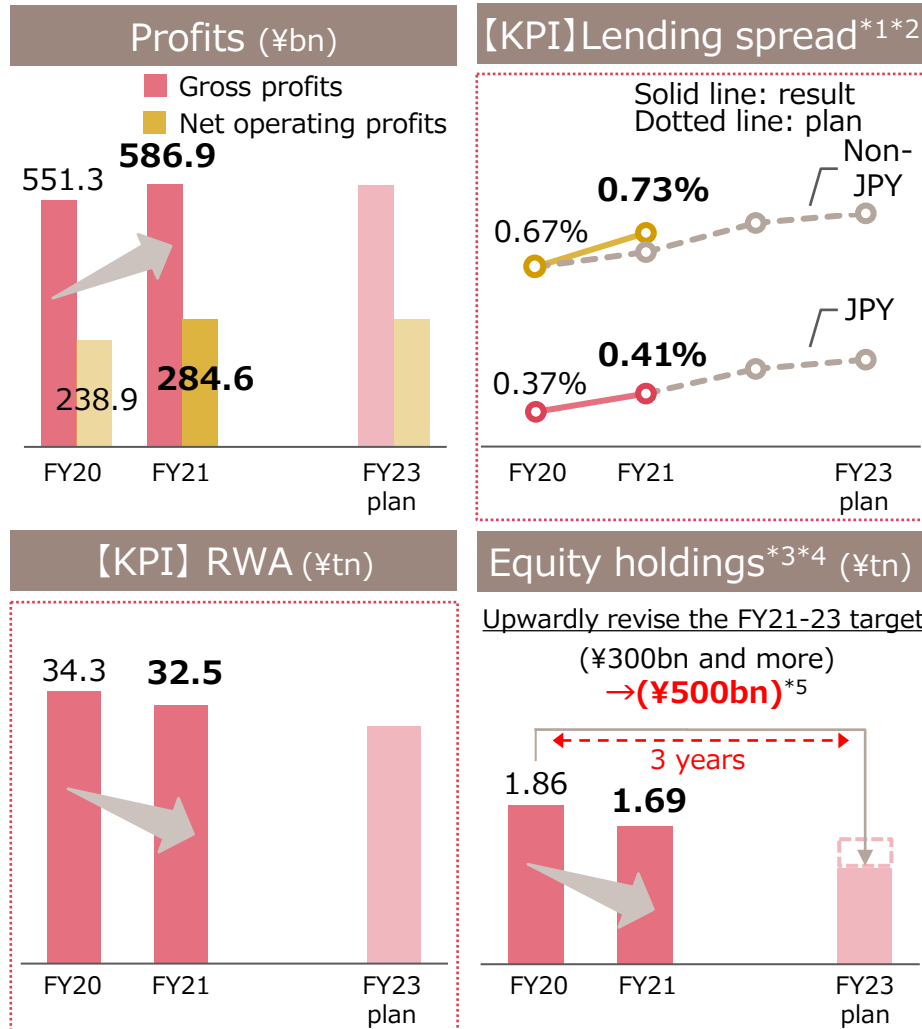 Profits (¥bn)
Gross profits
Net operating profits
551.3
586.9
238.9
284.6
FY20
FY21
FY23
plan
【KPI】Lending spread*1*2
Solid line: result
Dotted line: plan
Non-
JPY
0.67%
0.73%
JPY
0.37%
0.41%
FY20
FY21
FY23
plan
【KPI】 RWA (¥tn)
34.3
32.5
FY20
FY21
FY23
plan
Equity holdings*3*4 (¥tn)
Upwardly revise the FY21-23 target
(¥300bn and more)
→(¥500bn)*5
3 years
1.86
1.69
FY20
FY21
FY23
plan